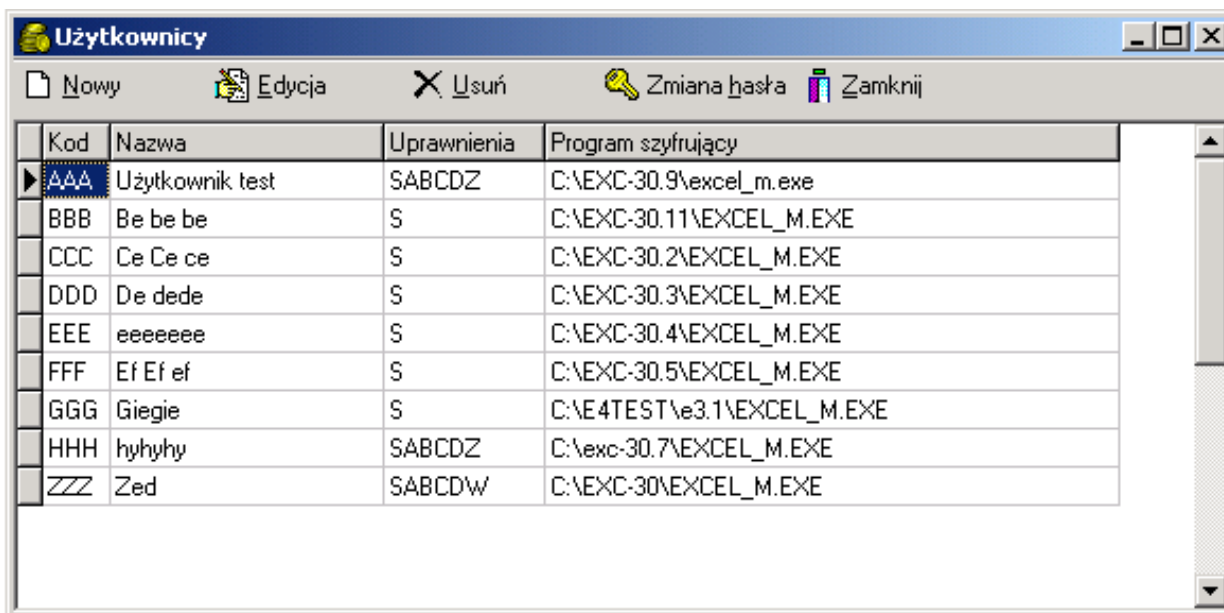 Użytkownicy
Nowy Edycja Usuń Zmiana hasła Zamknij
Kod Nazwa Uprawnienia Program szyfrujący
AAA Użytkownik test SABCDZ C:\EXC-30.9\excel_m.exe
BBB Be be be S C:\EXC-30.11\EXCEL_M.EXE
CCC Ce Ce ce S C:\EXC-30.2\EXCEL_M.EXE
DDD De dede S C:\EXC-30.3\EXCEL_M.EXE
EEE eeeeeee S C:\EXC-30.4\EXCEL_M.EXE
FFF Ef Ef ef S C:\EXC-30.5\EXCEL_M.EXE
GGG Giegie S C:\E4TEST\e3.1\EXCEL_M.EXE
HHH hyhyhy SABCDZ C:\exc-30.7\EXCEL_M.EXE
ZZZ Zed SABCDW C:\EXC-30\EXCEL_M.EXE